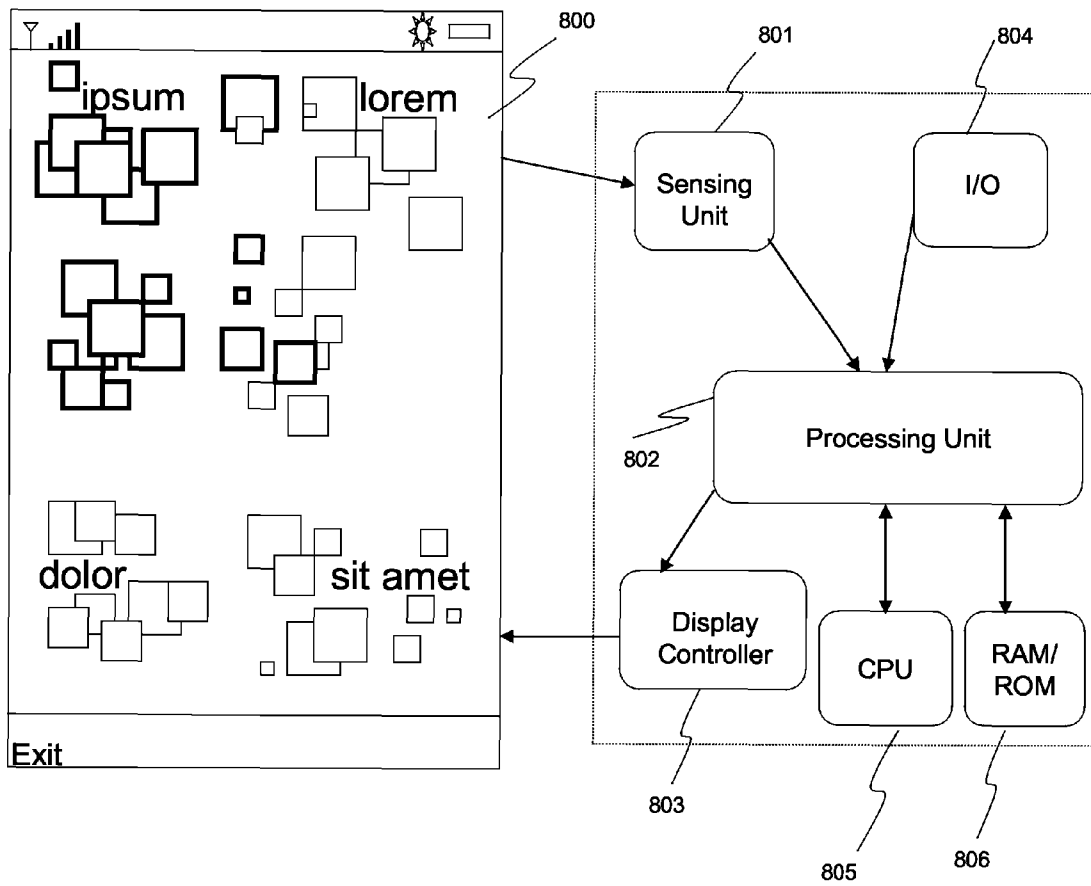 800
801
804
ipsum
lorem
Sensing
Unit
I/O
802
Processing Unit
dolor
sit amet
Display
Controller
CPU
RAM/
ROM
Exit
803
805
806